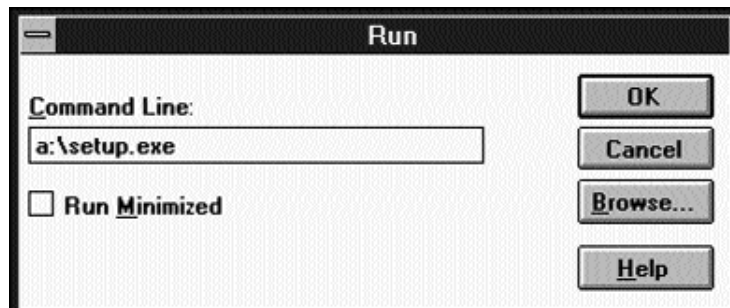 Run
Command Line:
a:\setup.exe
Run Minimized
OK
Cancel
Browse...
Help